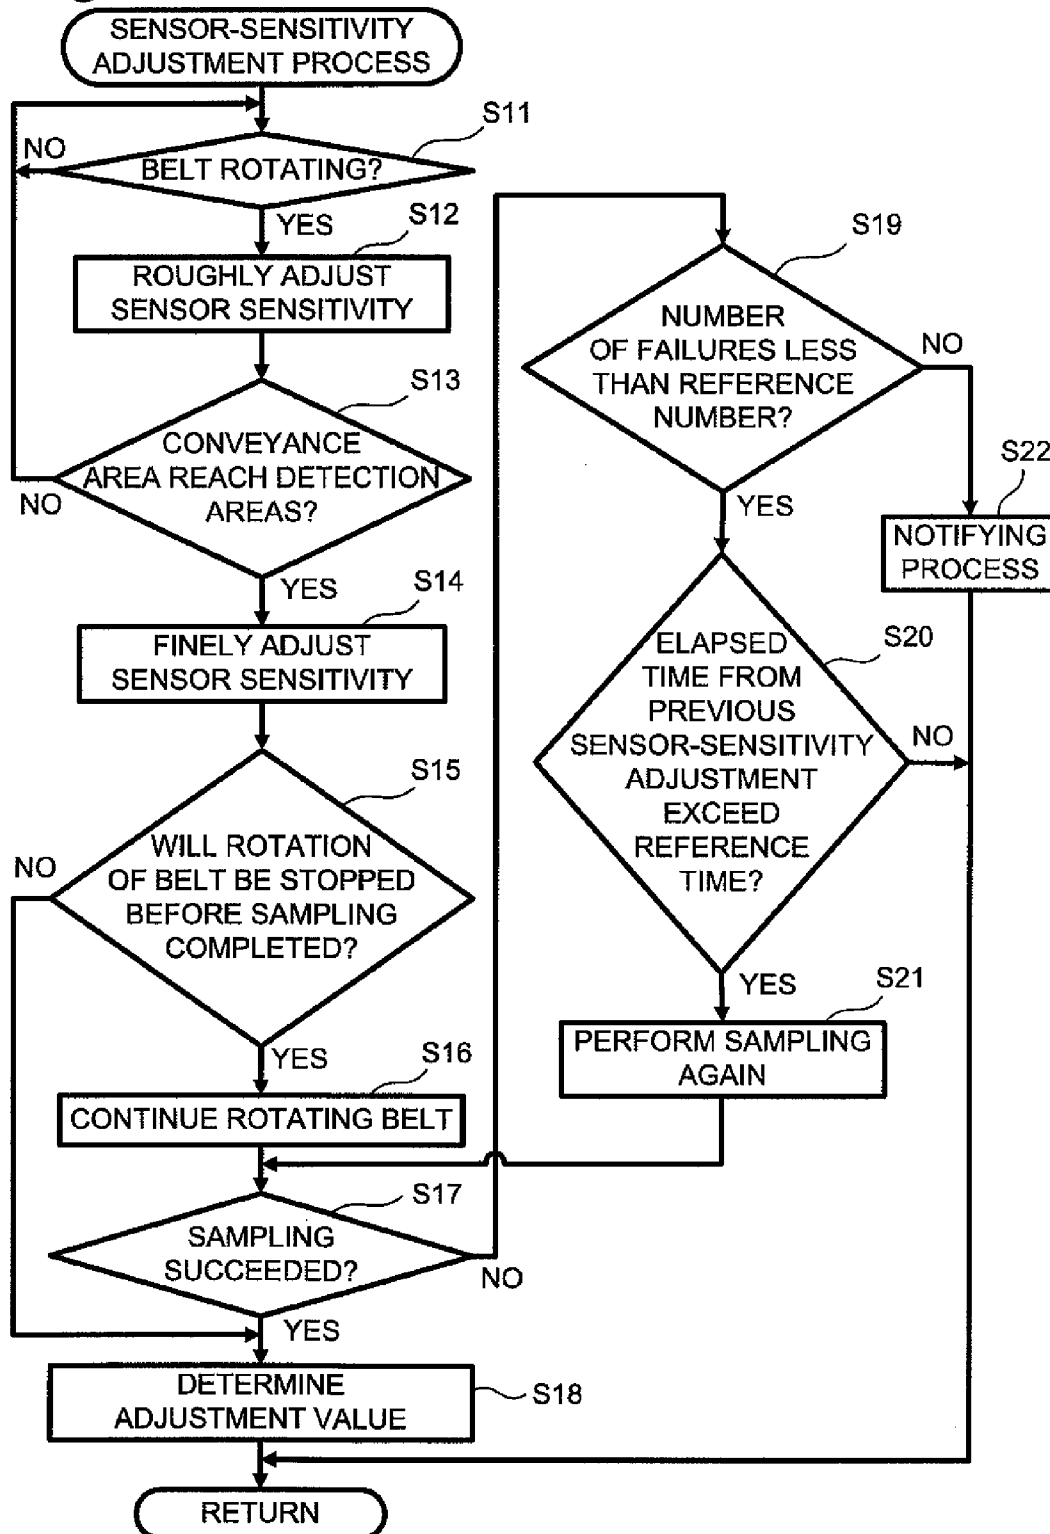 SENSOR-SENSITIVITY
ADJUSTMENT PROCESS
S11
NO
BELT ROTATING?
YES
S12
ROUGHLY ADJUST
SENSOR SENSITIVITY
S13
CONVEYANCE
AREA REACH DETECTION
AREAS?
NO
YES
S14
FINELY ADJUST
SENSOR SENSITIVITY
S15
NO
WILL ROTATION
OF BELT BE STOPPED
BEFORE SAMPLING
COMPLETED?
YES
S16
CONTINUE ROTATING BELT
S17
SAMPLING
SUCCEEDED?
NO
YES
DETERMINE
ADJUSTMENT VALUE
S18
RETURN
S19
NUMBER
OF FAILURES LESS
THAN REFERENCE
NUMBER?
NO
YES
S22
NOTIFYING
PROCESS
S20
ELAPSED
TIME FROM
PREVIOUS
SENSOR-SENSITIVITY
ADJUSTMENT
EXCEED
REFERENCE
TIME?
NO
YES
S21
PERFORM SAMPLING
AGAIN